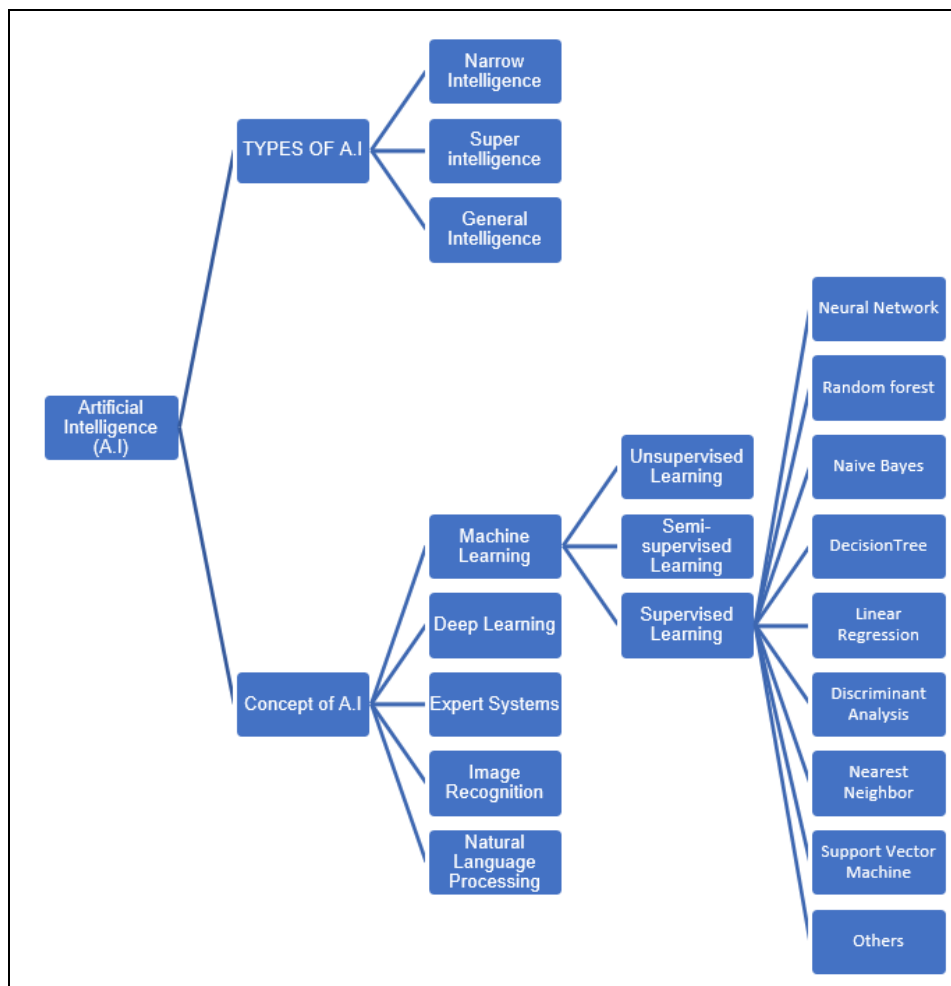 Narrow
Intelligence
TYPES OF A.I
Super
intelligence
General
Intelligence
Artificial
Intelligence
(A.I)
Concept of A.I
Machine
Learning
Deep Learning
Expert Systems
Image
Recognition
Natural
Language
Processing
Unsupervised
Learning
Semi-
supervised
Learning
Supervised
Learning
Neural Network
Random forest
Naive Bayes
DecisionTree
Linear
Regression
Discriminant
Analysis
Nearest
Neighbor
Support Vector
Machine
Others